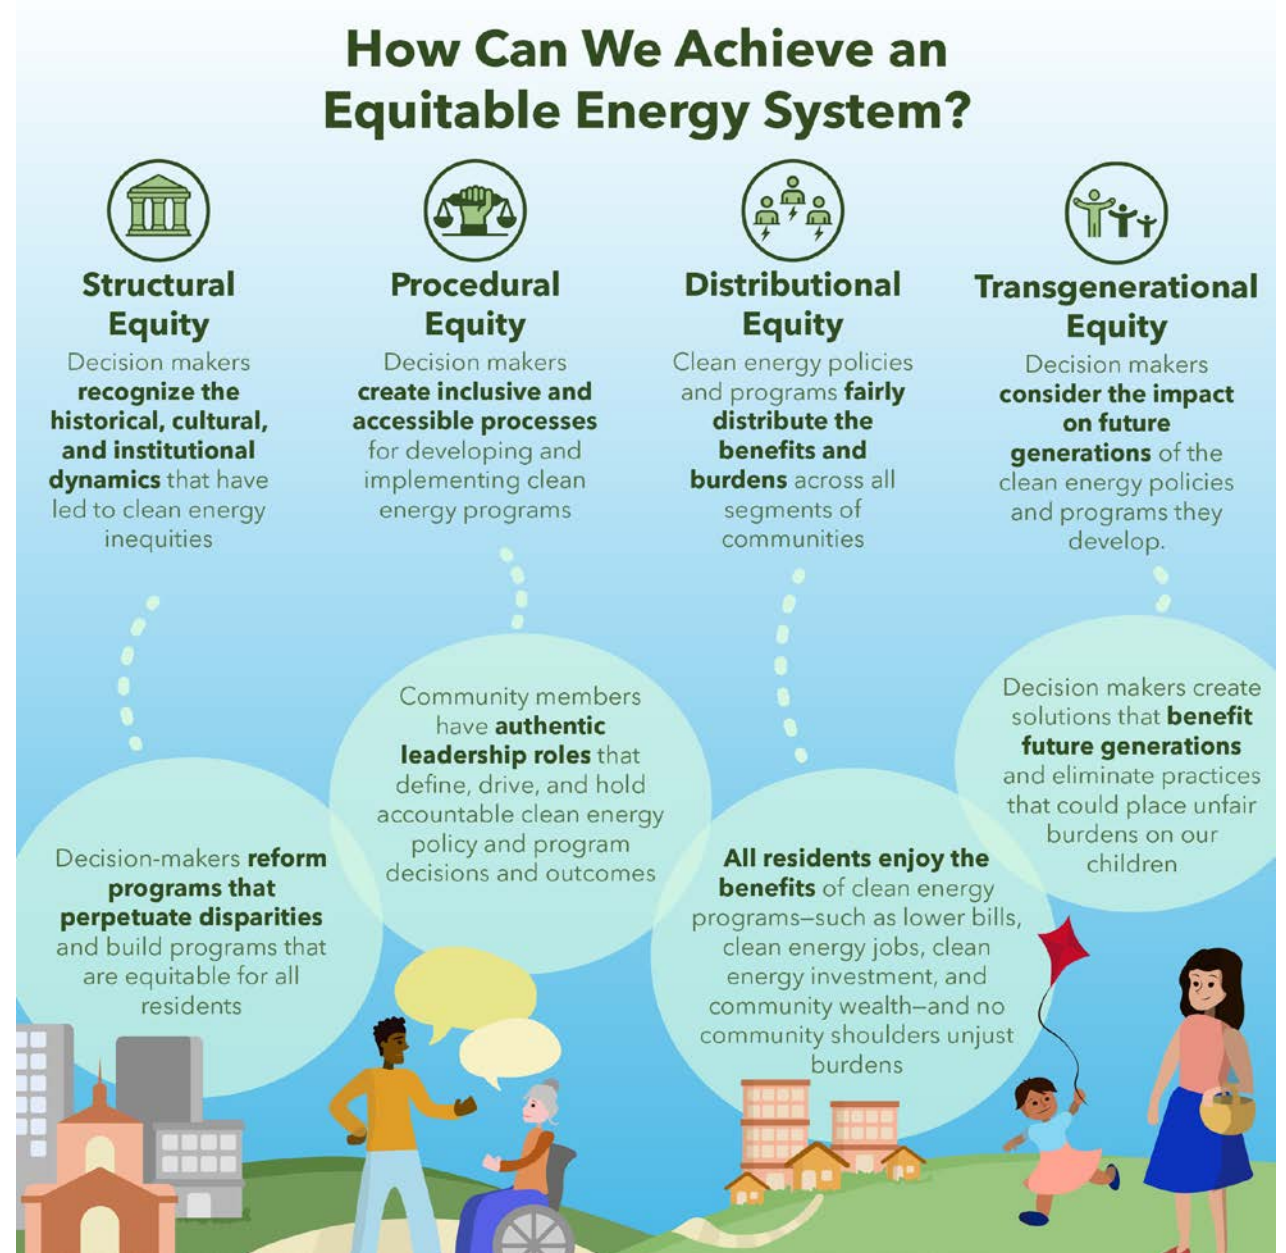 How Can We Achieve an
Equitable Energy System?
Structural
Equity
Decision makers
recognize the
historical, cultural,
and institutional
dynamics that have
led to clean energy
inequities
Decision-makers reform
programs that
perpetuate disparities
and build programs that
are equitable for all
residents
Procedural
Equity
Decision makers
create inclusive and
accessible processes
for developing and
implementing clean
energy programs
Community members
have authentic
leadership roles that
define, drive, and hold
accountable clean energy
policy and program
decisions and outcomes
Distributional
Equity
Clean energy policies
and programs fairly
distribute the
benefits and
burdens across all
segments of
communities
All residents enjoy the
benefits of clean energy
programs—such as lower bills,
clean energy jobs, clean
energy investment, and
community wealth—and no
community shoulders unjust
burdens
Transgenerational
Equity
Decision makers
consider the impact
on future
generations of the
clean energy policies
and programs they
develop.
Decision makers create
solutions that benefit
future generations
and eliminate practices
that could place unfair
burdens on our
children